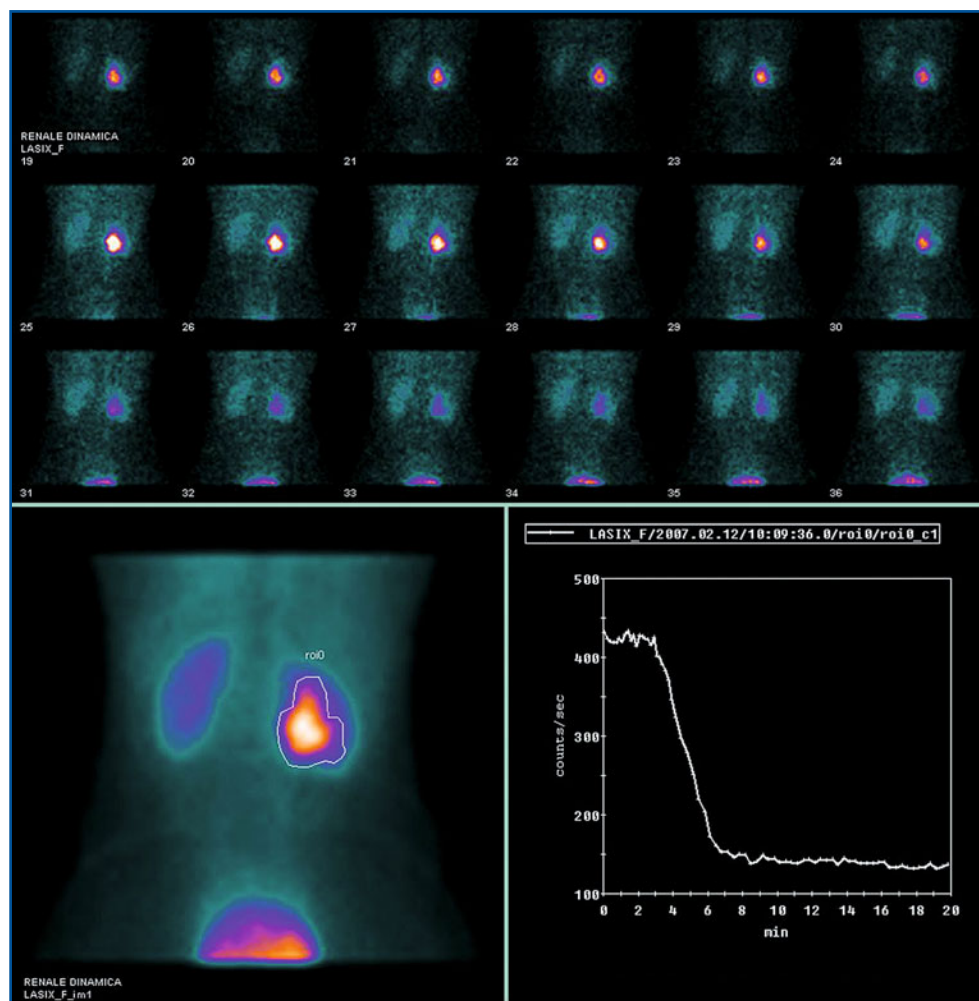 RENALE DINAMICA
LASIX_F
19 20 21 22 23 24
25 26 27 28 29 30
31 32 33 34 35 36
roi0
RENALE DINAMICA
LASIX_F_im1
LASIX_F/2007.02.12/10:09:36.0/roi0/roi0_c1
500
400
300
200
100
counts/sec
0 2 4 6 8 10 12 14 16 18 20
min